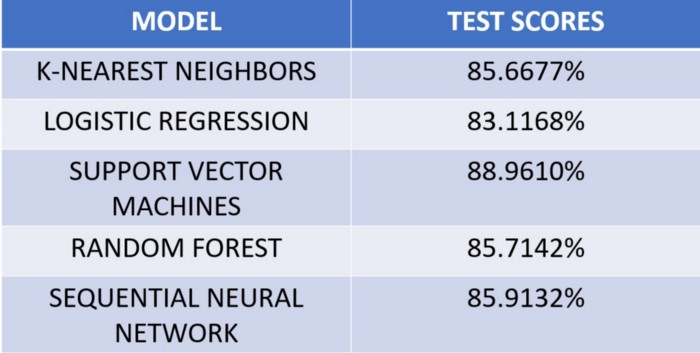 MODEL TEST SCORES
K-NEAREST NEIGHBORS 85.6677%
LOGISTIC REGRESSION 83.1168%
SUPPORT VECTOR 88.9610%
MACHINES
RANDOM FOREST 85.7142%
SEQUENTIAL NEURAL 85.9132%
NETWORK